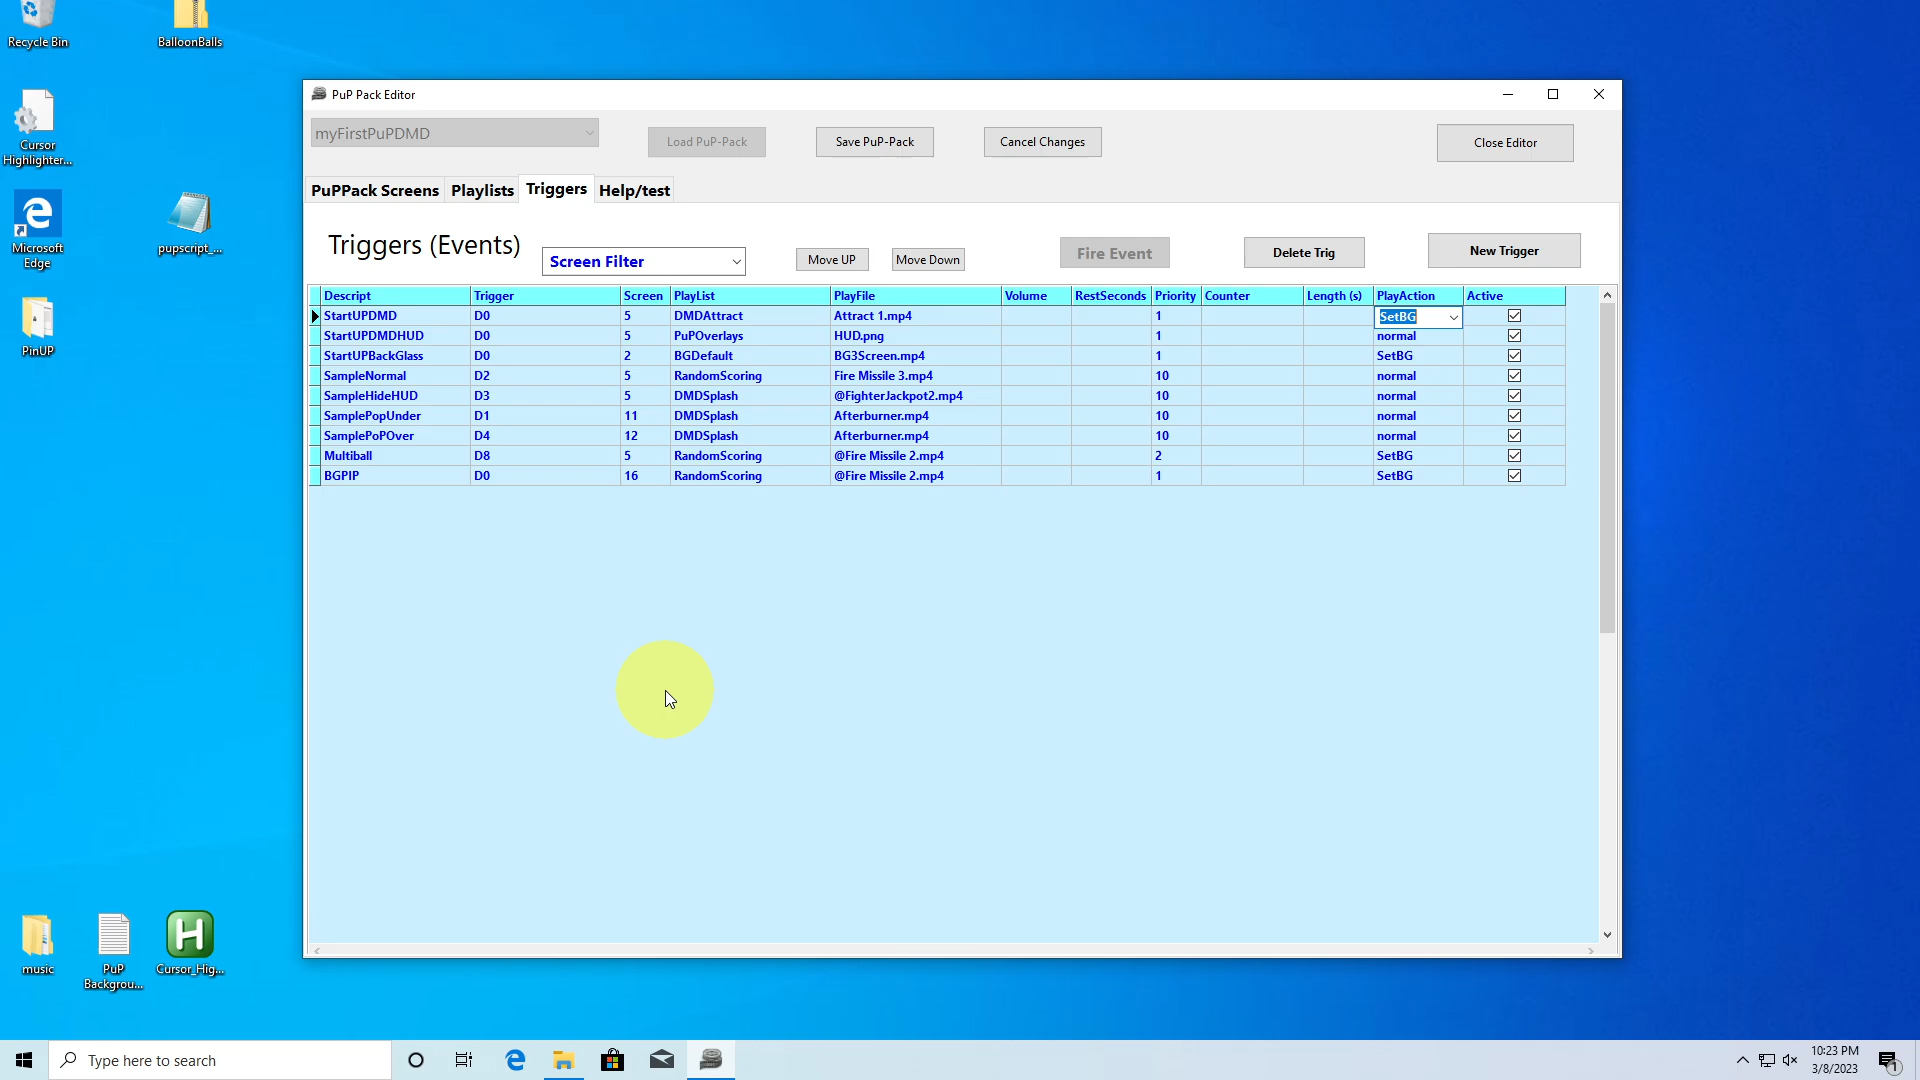 Recycle Bin
BalloonBalls
Cursor
Highlighter...
Microsoft
Edge
pupscript_...
PinUP
music
PuP
Backgrou...
Cursor_Hig...
PuP Pack Editor
myFirstPuPDMD
Load PuP-Pack
Save PuP-Pack
Cancel Changes
Close Editor
PuPPack Screens
Playlists
Triggers
Help/test
Triggers (Events)
Screen Filter
Move UP
Move Down
Fire Event
Delete Trig
New Trigger
Descript Trigger Screen PlayList PlayFile Volume RestSeconds Priority Counter Length (s) PlayAction Active
StartUPDMD D0 5 DMDAttract Attract 1.mp4 1 SetBG
StartUPDMDHUD D0 5 PuPOverlays HUD.png 1 normal
StartUPBackGlass D0 2 BGDefault BG3Screen.mp4 1 SetBG
SampleNormal D2 5 RandomScoring Fire Missile 3.mp4 10 normal
SampleHideHUD D3 5 DMDSplash @FighterJackpot2.mp4 10 normal
SamplePopUnder D1 11 DMDSplash Afterburner.mp4 10 normal
SamplePoPOver D4 12 DMDSplash Afterburner.mp4 10 normal
Multiball D8 5 RandomScoring @Fire Missile 2.mp4 2 SetBG
BGPIP D0 16 RandomScoring @Fire Missile 2.mp4 1 SetBG
H
Type here to search
10:23 PM
3/8/2023
1